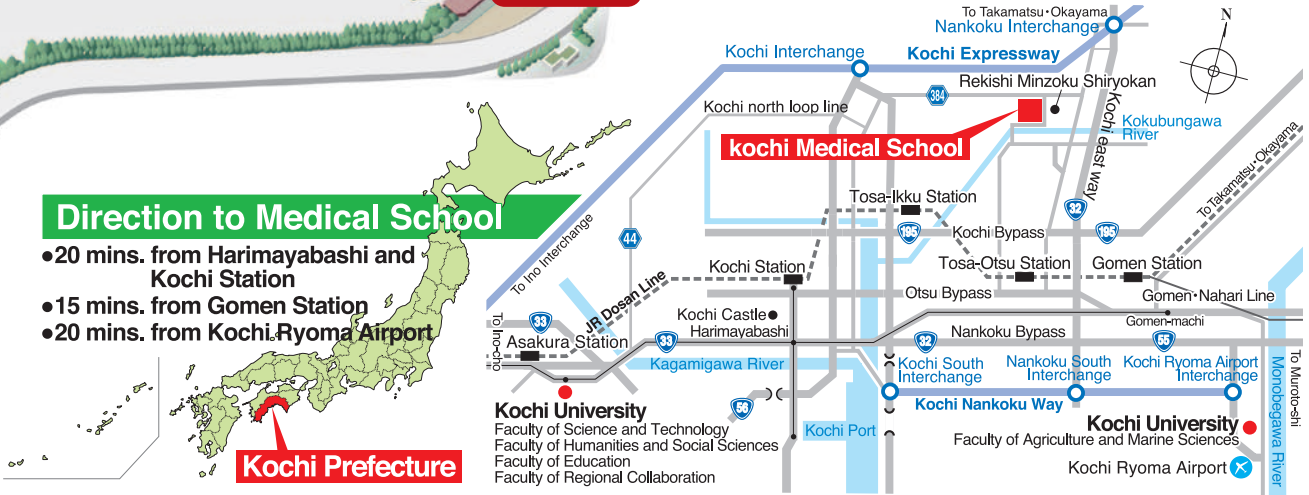 Direction to Medical School
●20 mins. from Harimayabashi and
Kochi Station
●15 mins. from Gomen Station
●20 mins. from Kochi Ryoma Airport
Kochi Prefecture
To Takamatsu・Okayama
Nankoku Interchange
N
Kochi Interchange
Kochi Expressway
Rekishi Minzoku Shiryokan
384
Kochi north loop line
Kochi east way
Kokubungawa
River
kochi Medical School
To Takamatsu・Okayama
Tosa-Ikku Station
32
To Ino Interchange
44
195
Kochi Bypass
195
Kochi Station
Tosa-Otsu Station
Gomen Station
JR Dosan Line
Otsu Bypass
Gomen・Nahari Line
Kochi Castle
Gomen-machi
To Ino-cho
33
Harimayabashi
Asakura Station
33
32
Nankoku Bypass
55
Kagamigawa River
Kochi South
Interchange
Nankoku South
Interchange
Kochi Ryoma Airport
Interchange
To Muroto-shi
Monobegawa River
56
Kochi Nankoku Way
Kochi University
Faculty of Science and Technology
Faculty of Humanities and Social Sciences
Faculty of Education
Faculty of Regional Collaboration
Kochi Port
Kochi University
Faculty of Agriculture and Marine Sciences
Kochi Ryoma Airport